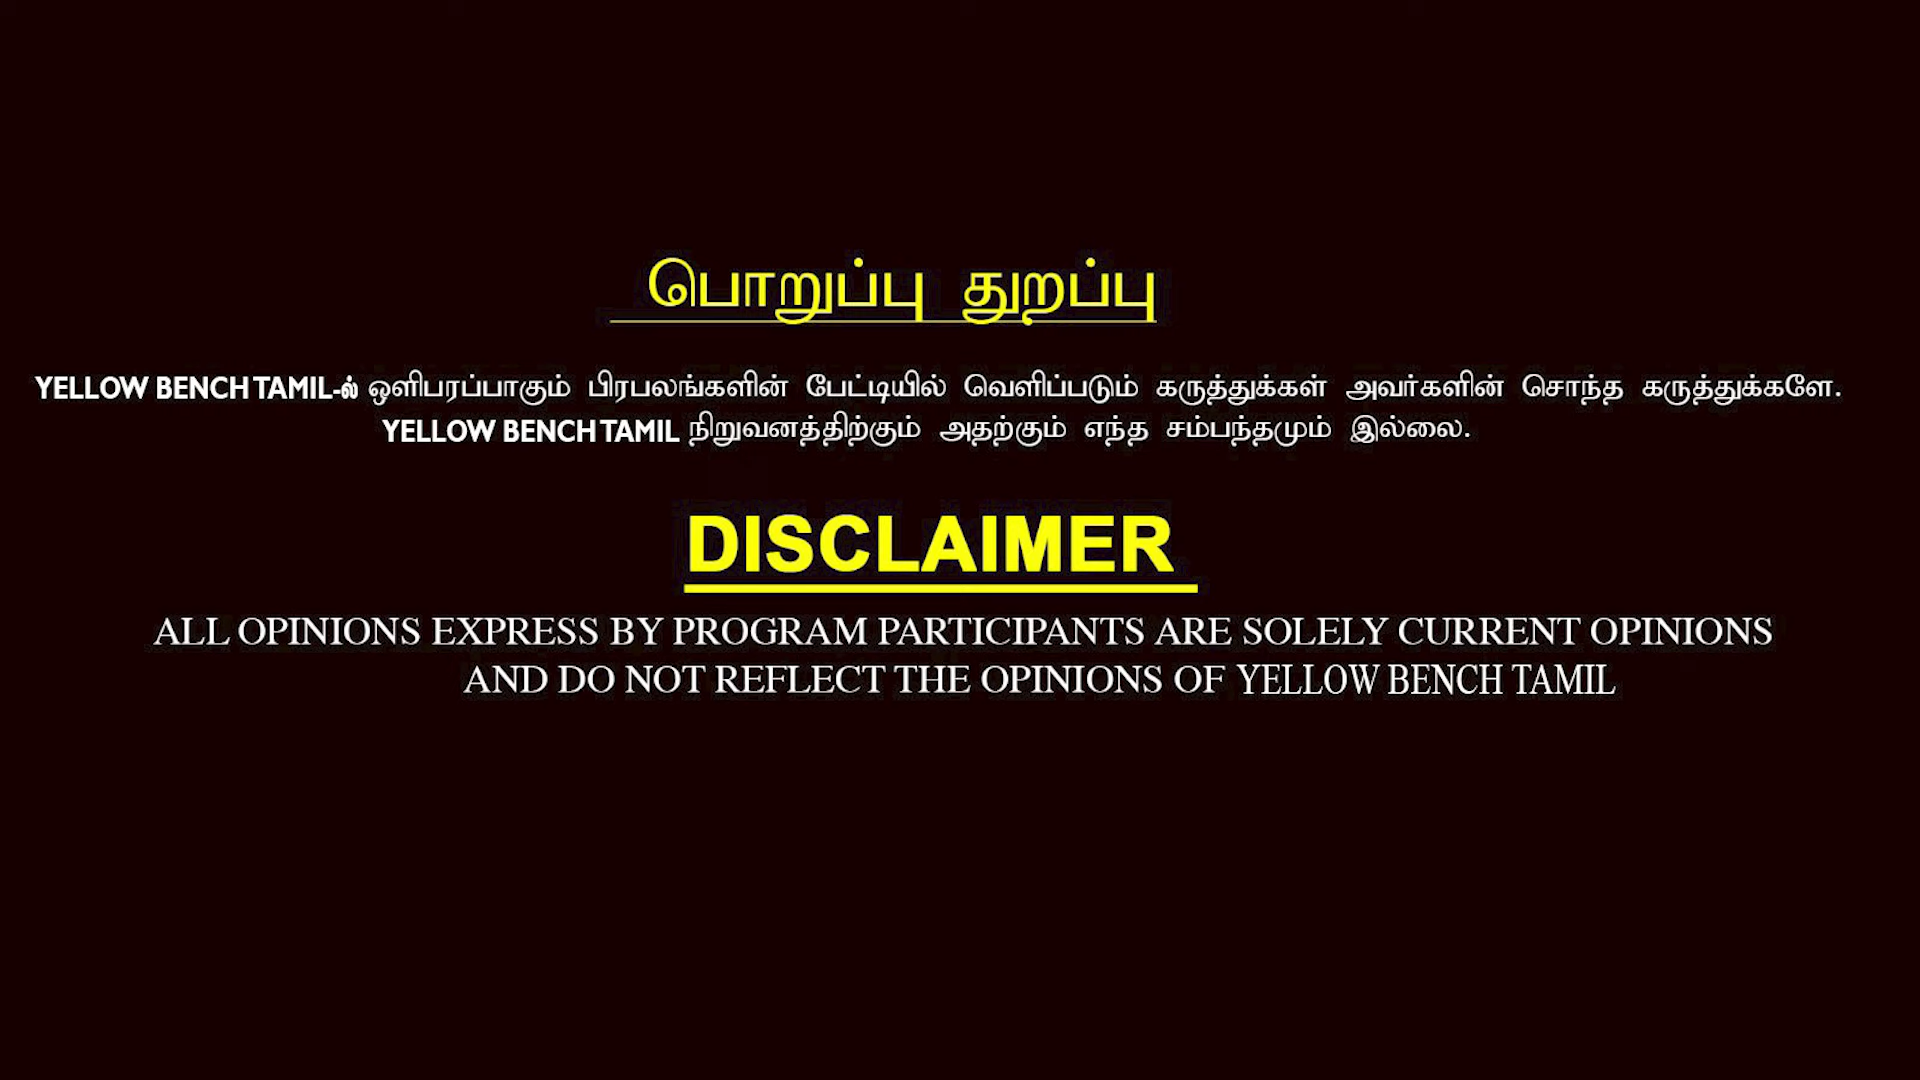 பொறுப்பு துறப்பு
YELLOW BENCH TAMIL-ல் ஒளிபரப்பாகும் பிரபலங்களின் பேட்டியில் வெளிப்படும் கருத்துக்கள் அவர்களின் சொந்த கருத்துக்களே.
YELLOW BENCH TAMIL நிறுவனத்திற்கும் அதற்கும் எந்த சம்பந்தமும் இல்லை.
DISCLAIMER
ALL OPINIONS EXPRESS BY PROGRAM PARTICIPANTS ARE SOLELY CURRENT OPINIONS
AND DO NOT REFLECT THE OPINIONS OF YELLOW BENCH TAMIL